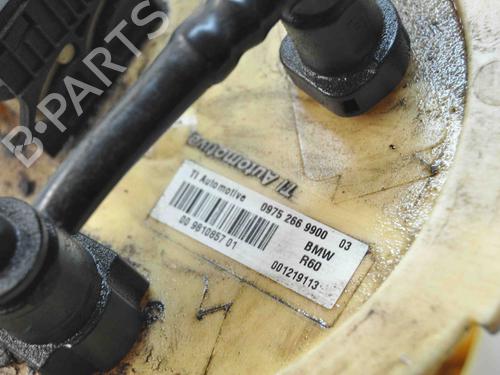 B-PARTS
TI Automotive
TI Automotive 0975 266 9900 03
BMW
R60
00 9810857 01
001219113